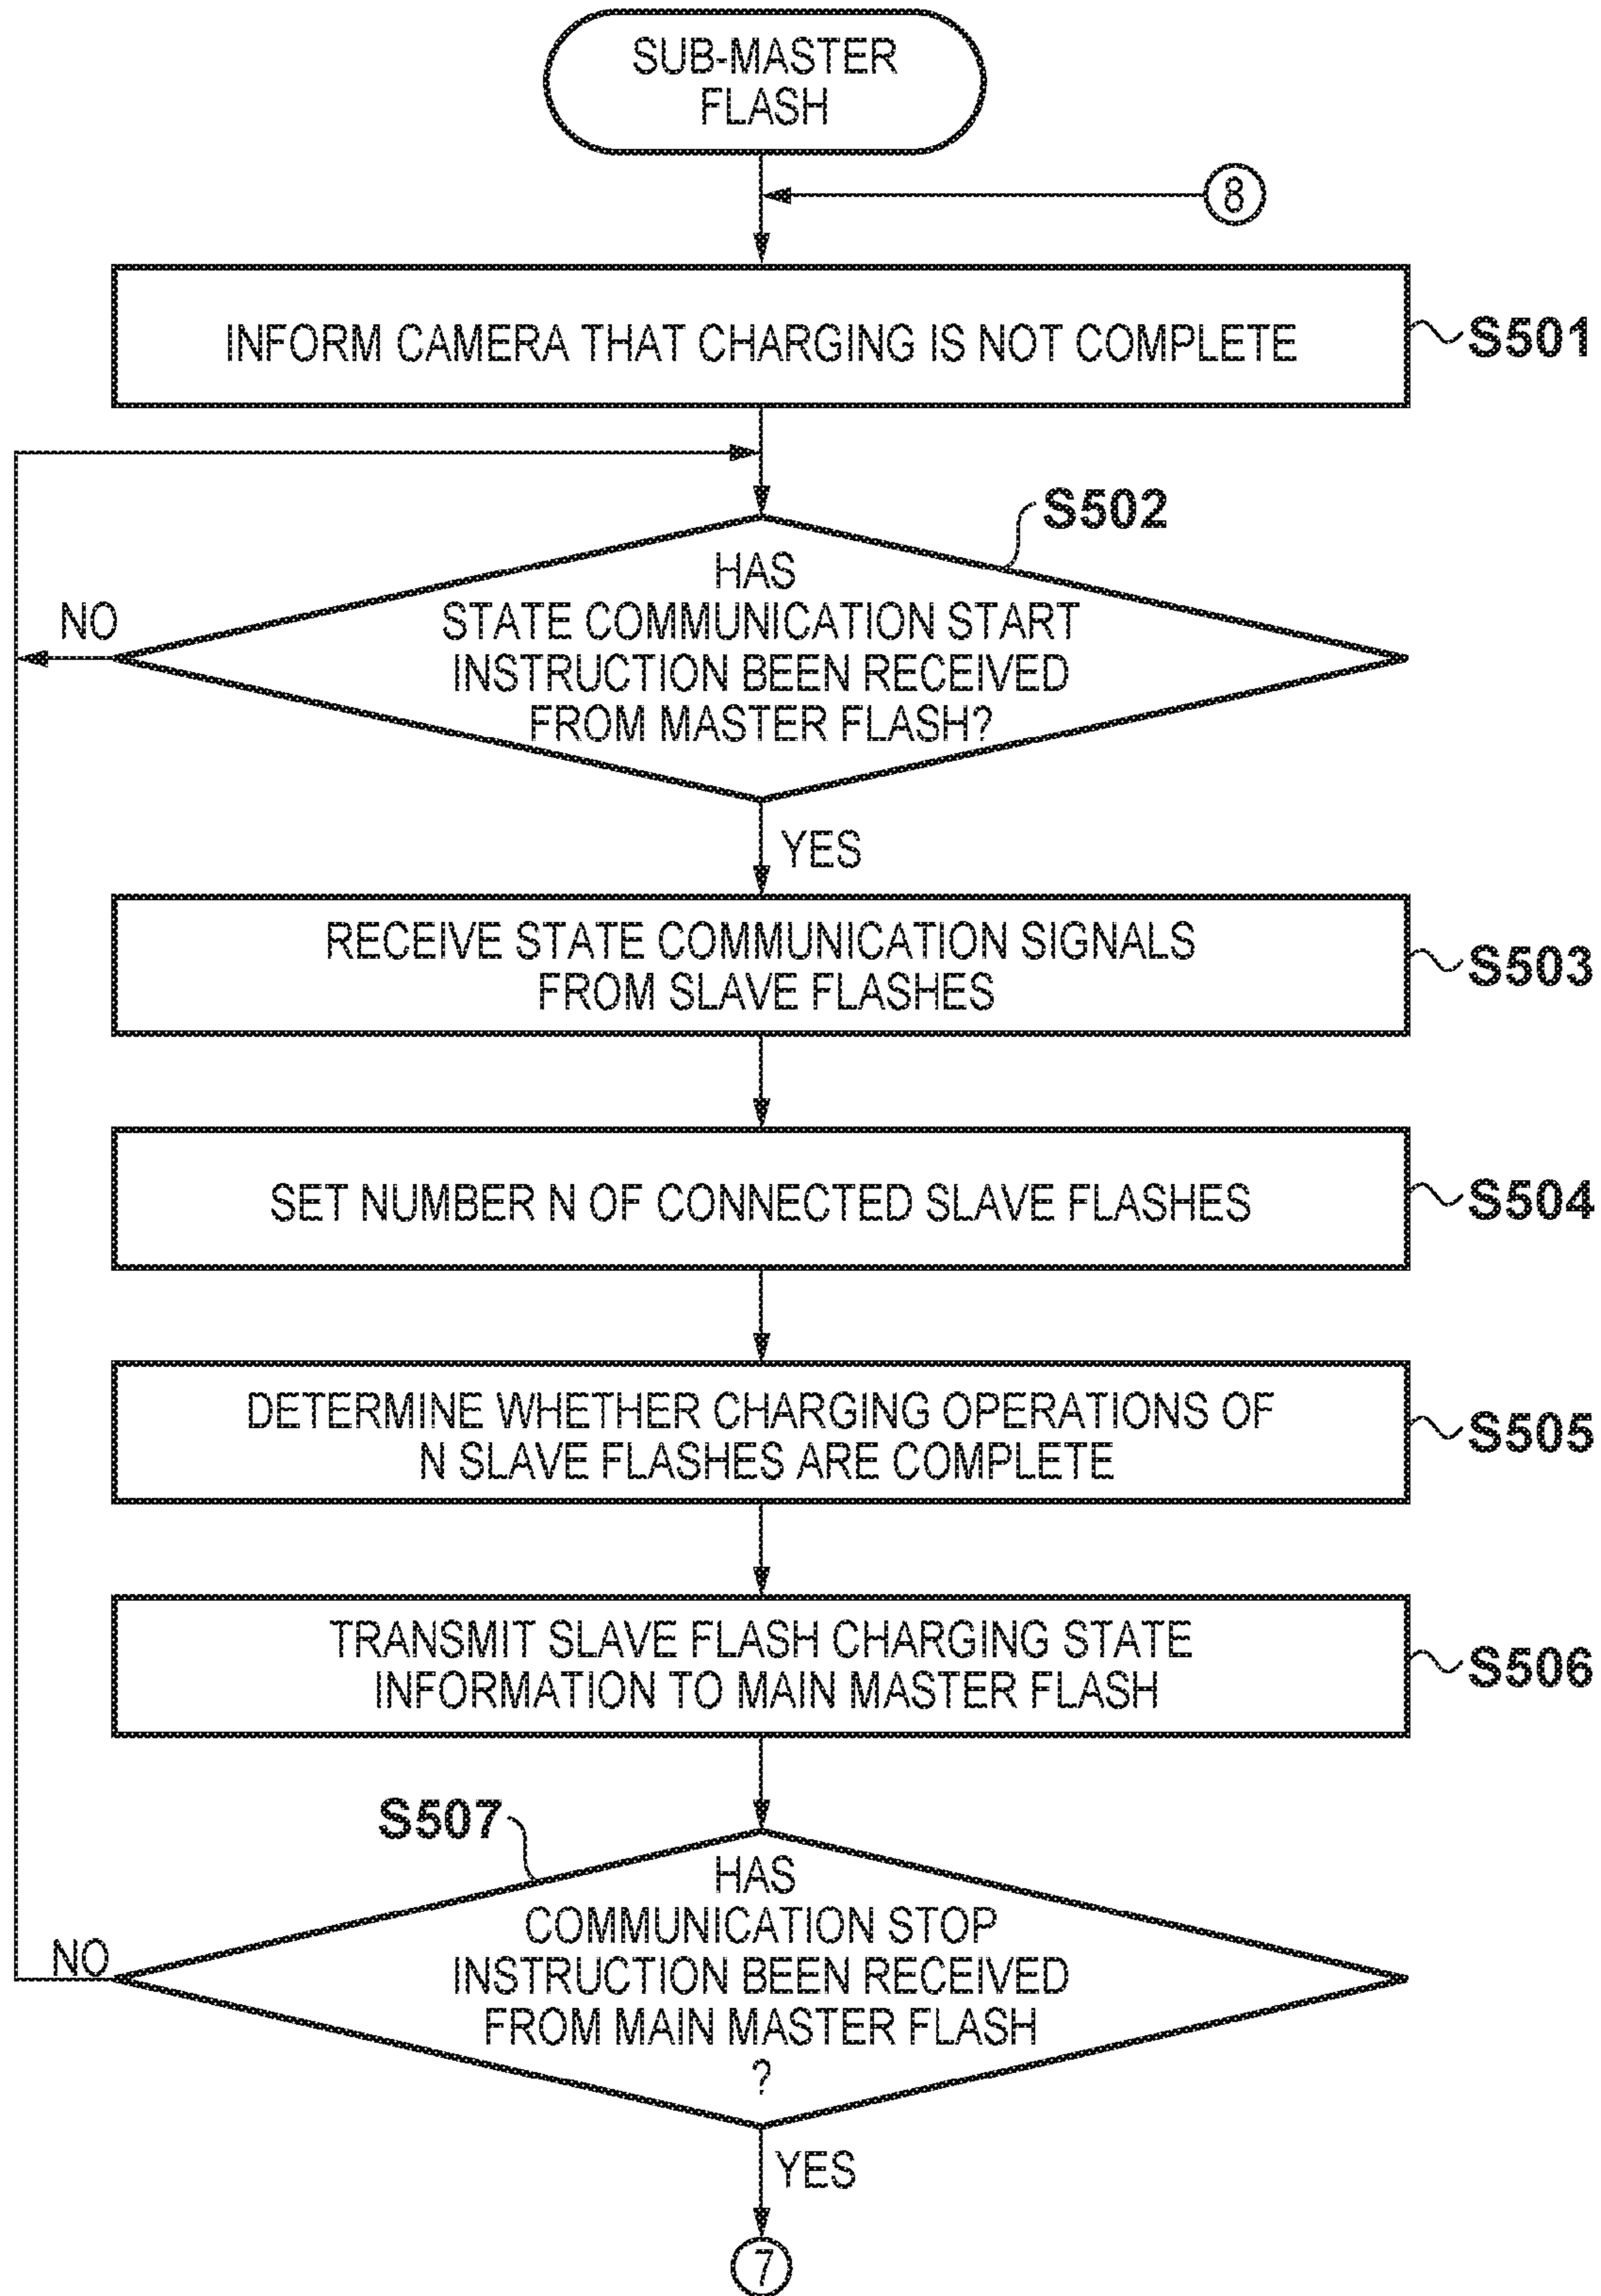 SUB-MASTER
FLASH
8
INFORM CAMERA THAT CHARGING IS NOT COMPLETE
S501
S502
HAS
STATE COMMUNICATION START
INSTRUCTION BEEN RECEIVED
FROM MASTER FLASH?
NO
YES
RECEIVE STATE COMMUNICATION SIGNALS
FROM SLAVE FLASHES
S503
SET NUMBER N OF CONNECTED SLAVE FLASHES
S504
DETERMINE WHETHER CHARGING OPERATIONS OF
N SLAVE FLASHES ARE COMPLETE
S505
TRANSMIT SLAVE FLASH CHARGING STATE
INFORMATION TO MAIN MASTER FLASH
S506
S507
HAS
COMMUNICATION STOP
INSTRUCTION BEEN RECEIVED
FROM MAIN MASTER FLASH
?
NO
YES
7